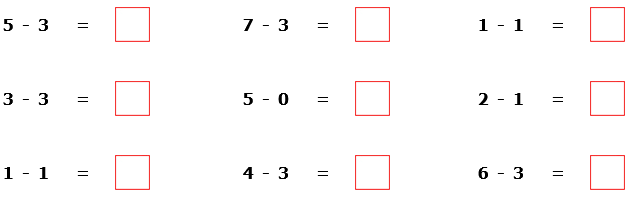 5 - 3 = 7 - 3 = 1 - 1 =
3 - 3 = 5 - 0 = 2 - 1 =
1 - 1 = 4 - 3 = 6 - 3 =